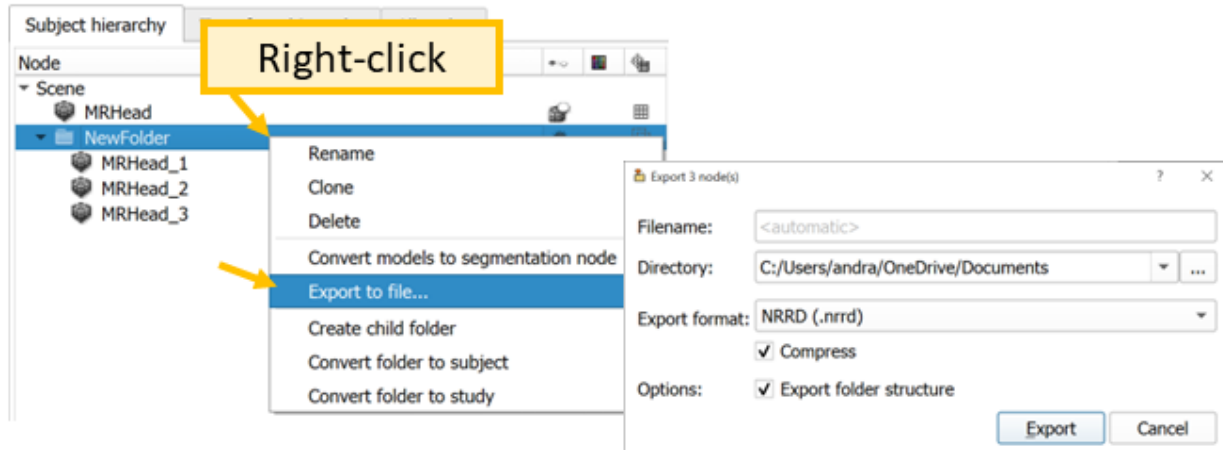 Subject hierarchy
Right-click
Node
Scene
MRHead
NewFolder
MRHead_1
MRHead_2
MRHead_3
Rename
Clone
Delete
Convert models to segmentation node
Export to file...
Create child folder
Convert folder to subject
Convert folder to study
Export 3 node(s)
? ×
Filename: <automatic>
Directory: C:/Users/andra/OneDrive/Documents ...
Export format: NRRD (.nrrd)
Compress
Options: Export folder structure
Export Cancel